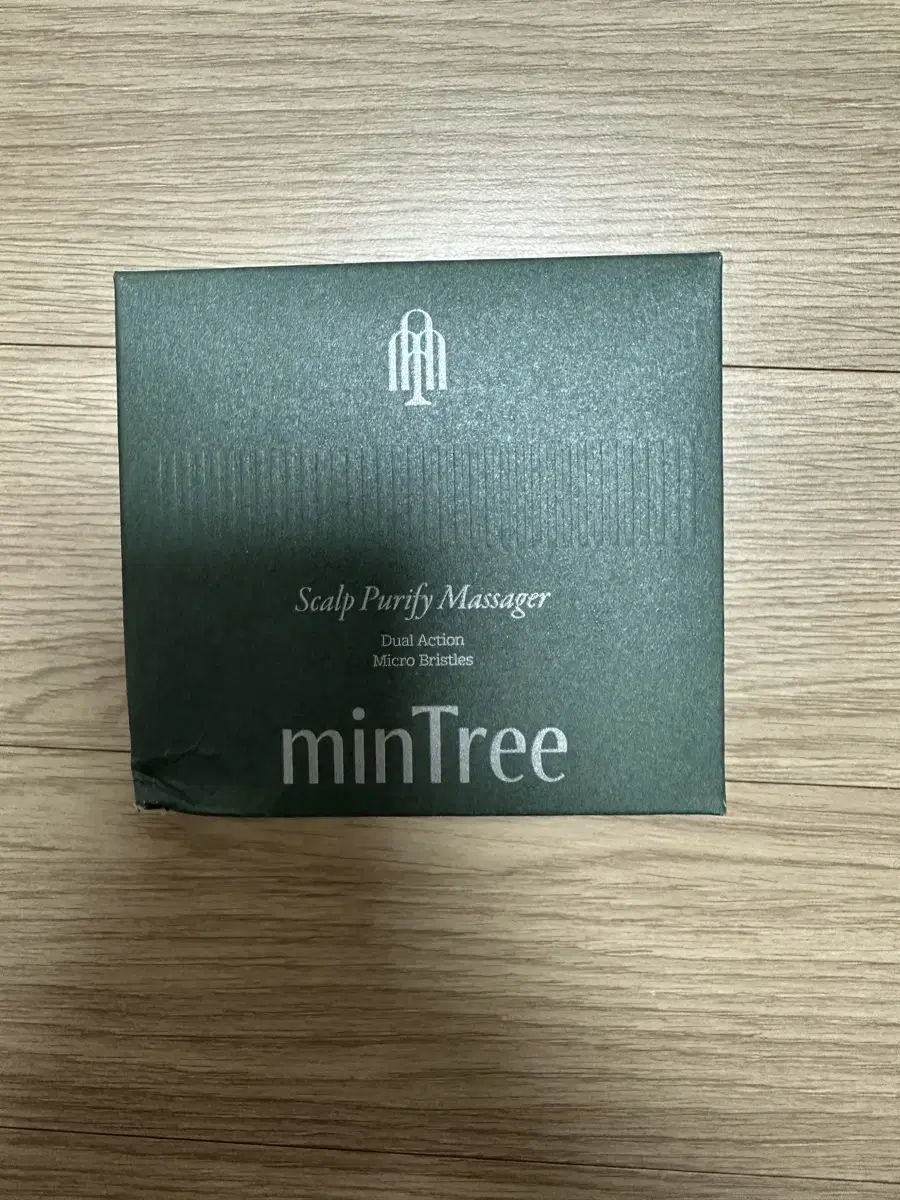 Scalp Purify Massager
Dual Action
Micro Bristles
minTree